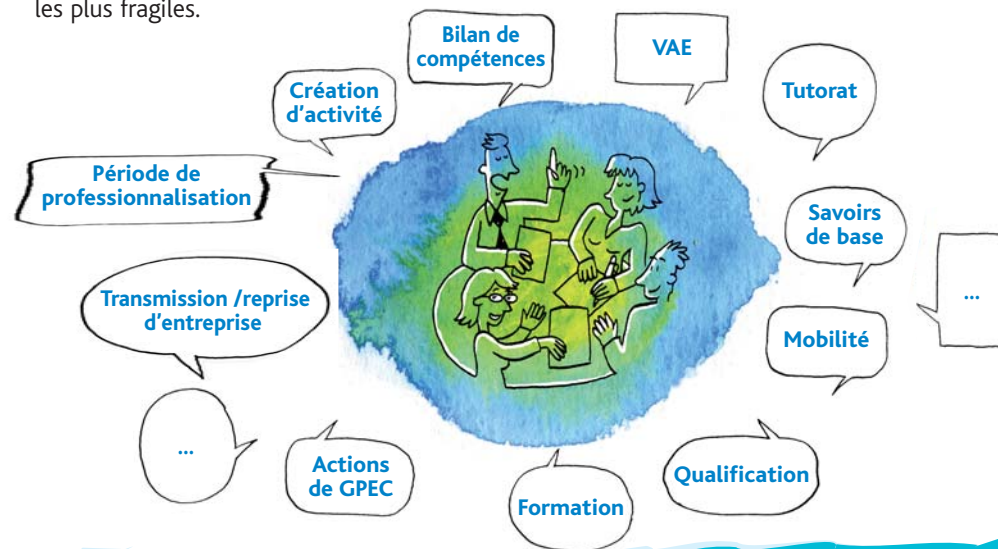 les plus fragiles.
Bilan de
compétences
VAE
Création
d'activité
Tutorat
Période de
professionnalisation
Savoirs
de base
Transmission /reprise
d'entreprise
...
Mobilité
...
Actions
de GPEC
Qualification
Formation